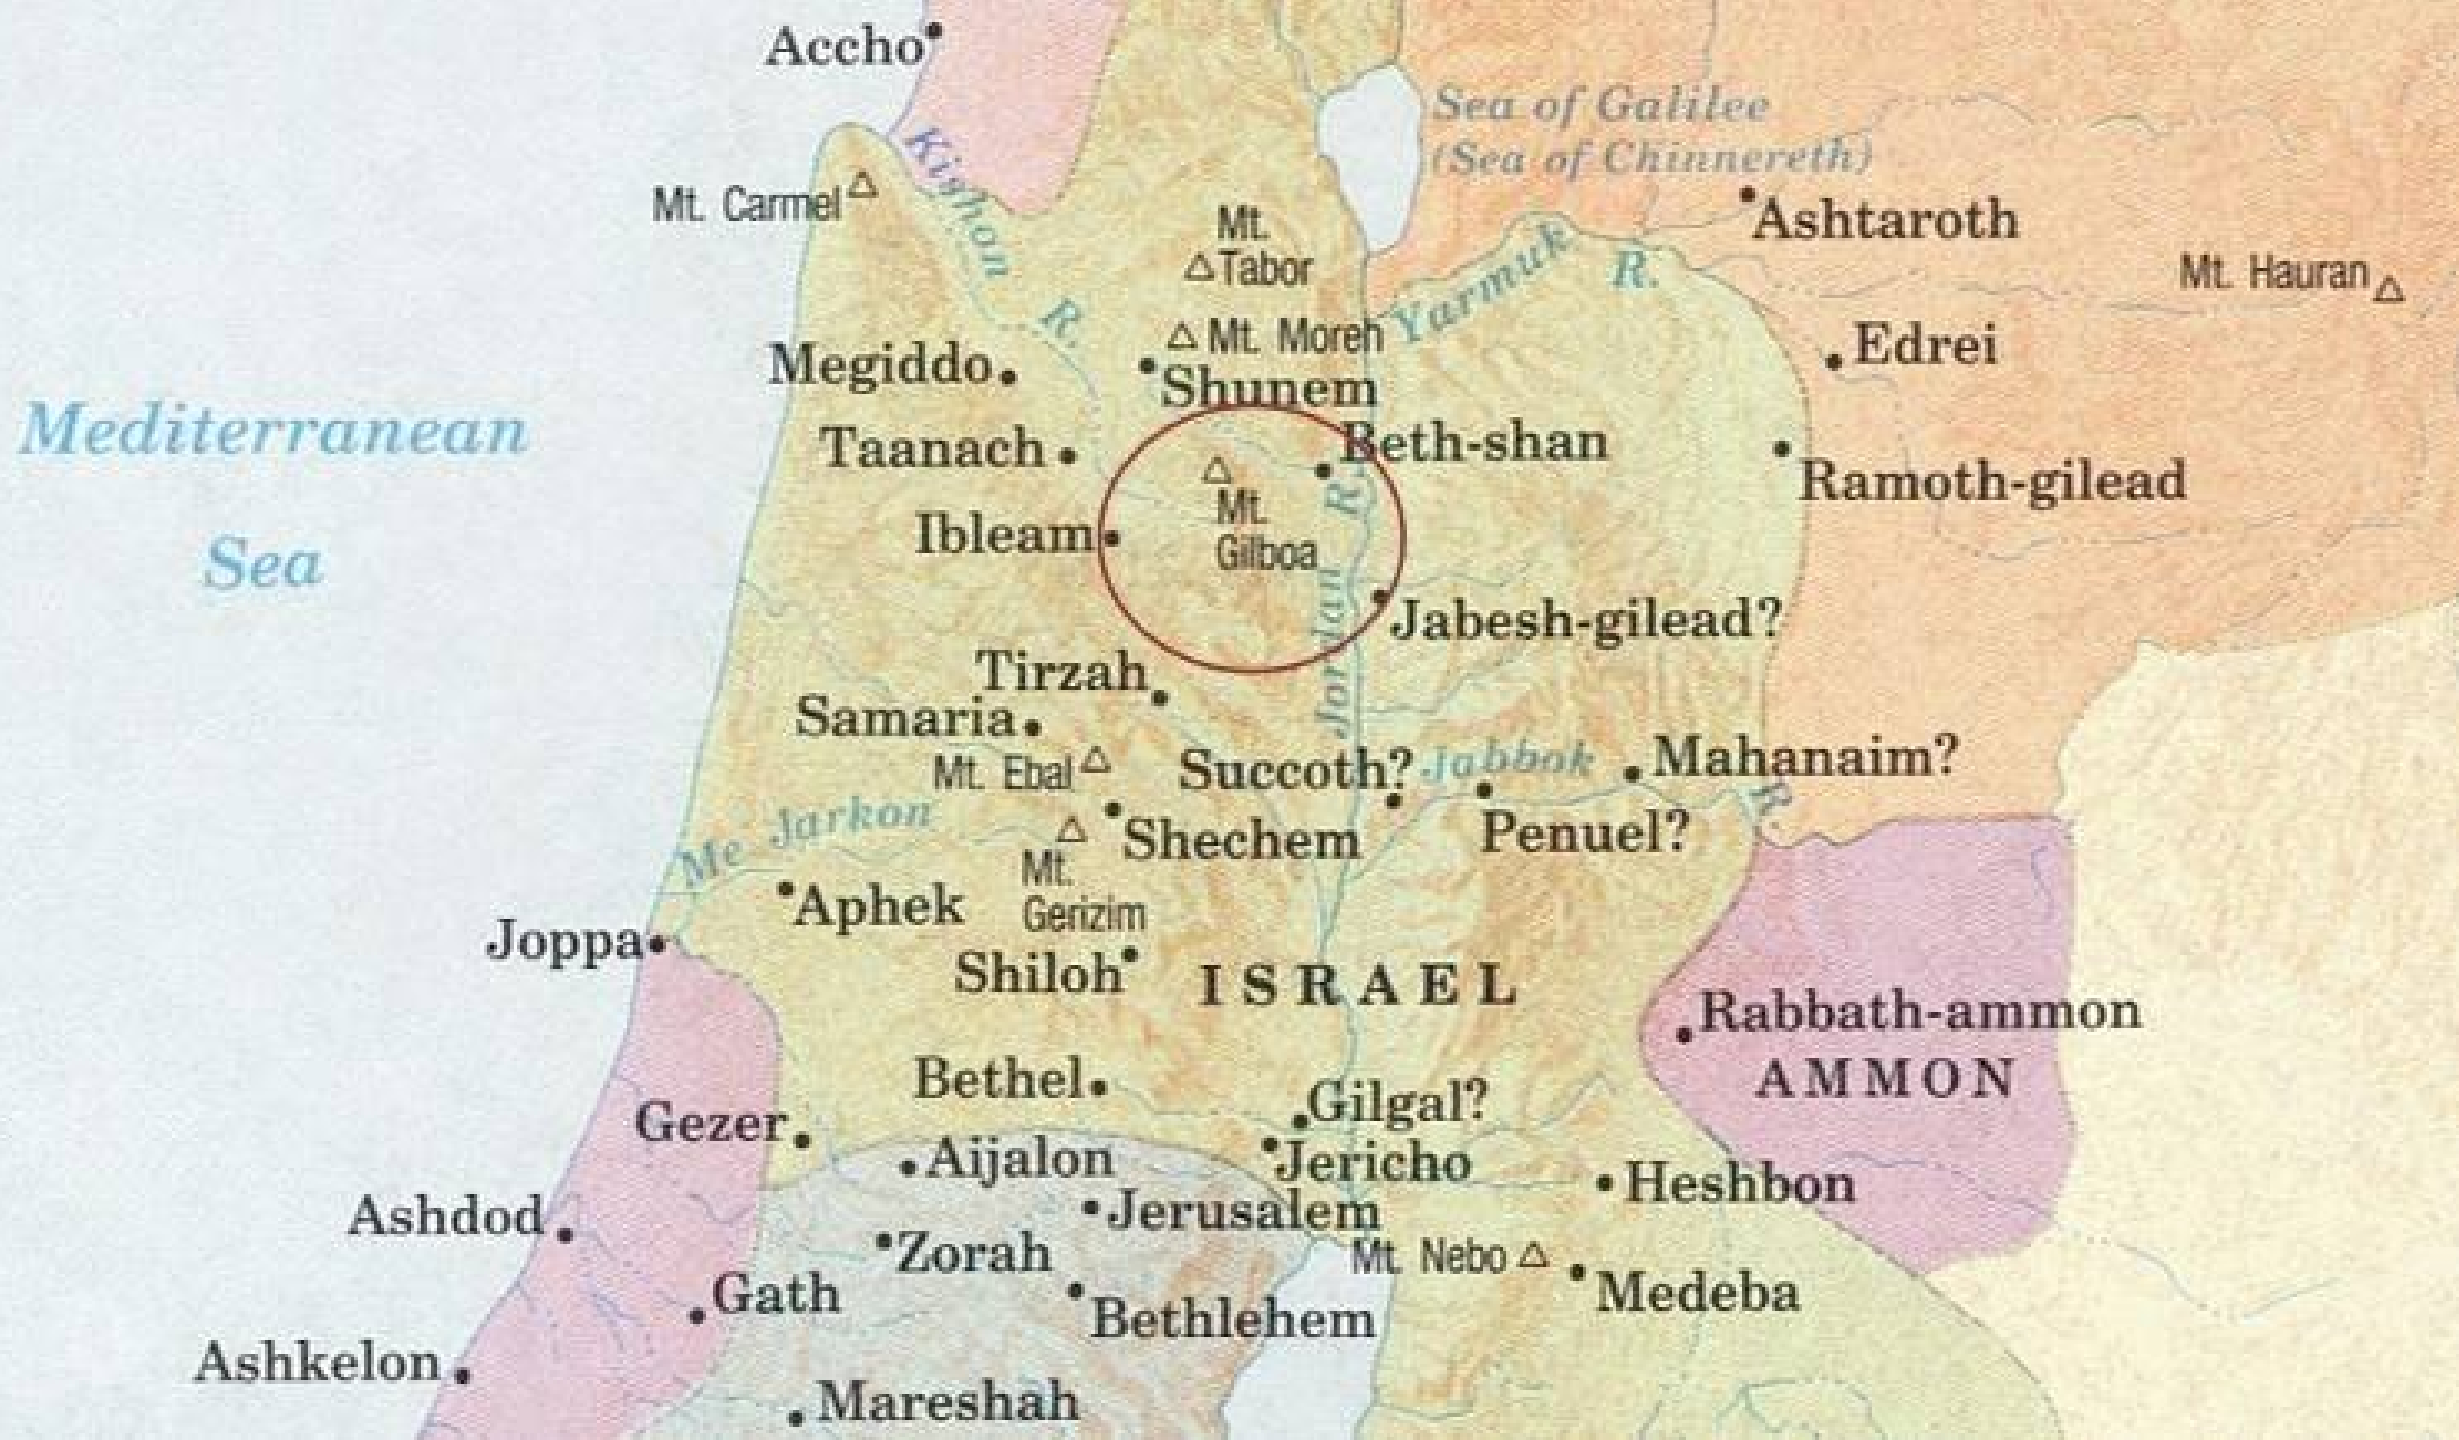 Accho
Sea of Galilee
(Sea of Chinnereth)
Kishon R.
Mt. Carmel
Ashtaroth
Mt.
Tabor
Yarmuk R.
Mt. Hauran
Mt. Moreh
Edrei
Megiddo
Shunem
Mediterranean
Sea
Taanach
Beth-shan
Ramoth-gilead
Mt.
Gilboa
Ibleam
Jordan R.
Jabesh-gilead?
Tirzah
Samaria
Mt. Ebal
Succoth?
Jabbok R.
Mahanaim?
Me Jarkon
Shechem
Penuel?
Mt.
Gerizim
Aphek
Joppa
Shiloh
ISRAEL
Rabbath-ammon
AMMON
Bethel
Gilgal?
Gezer
Aijalon
Jericho
Heshbon
Ashdod
Jerusalem
Zorah
Mt. Nebo
Medeba
Gath
Bethlehem
Ashkelon
Mareshah